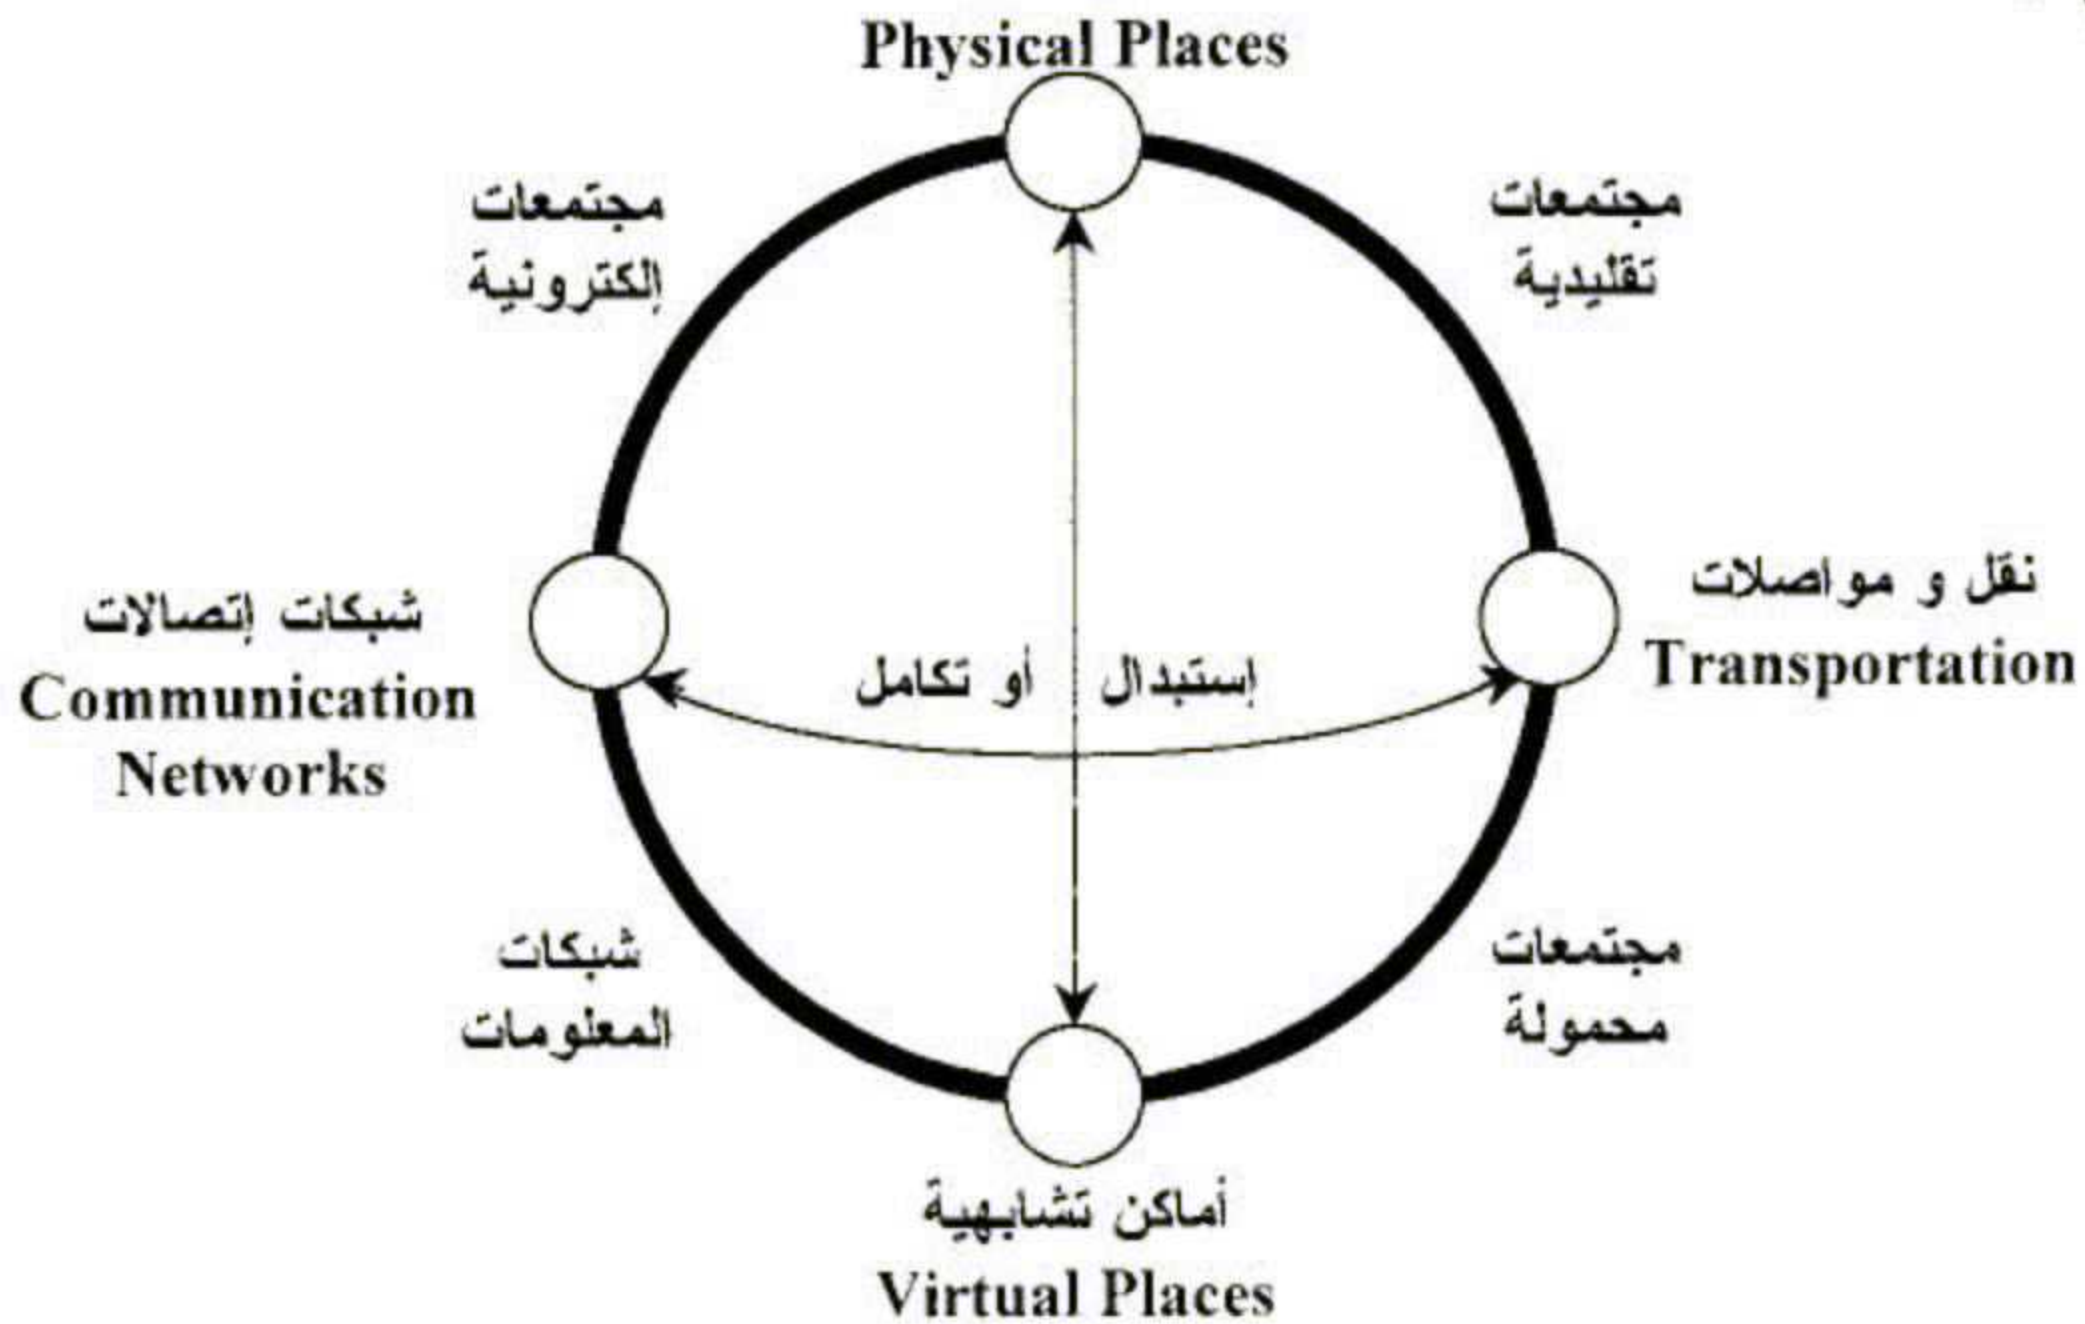 Physical Places
مجتمعات
تقليدية
مجتمعات
إلكترونية
نقل و مواصلات
Transportation
شبكات إتصالات
Communication
Networks
إستبدال أو تكامل
مجتمعات
محمولة
شبكات
المعلومات
أماكن تشابهية
Virtual Places